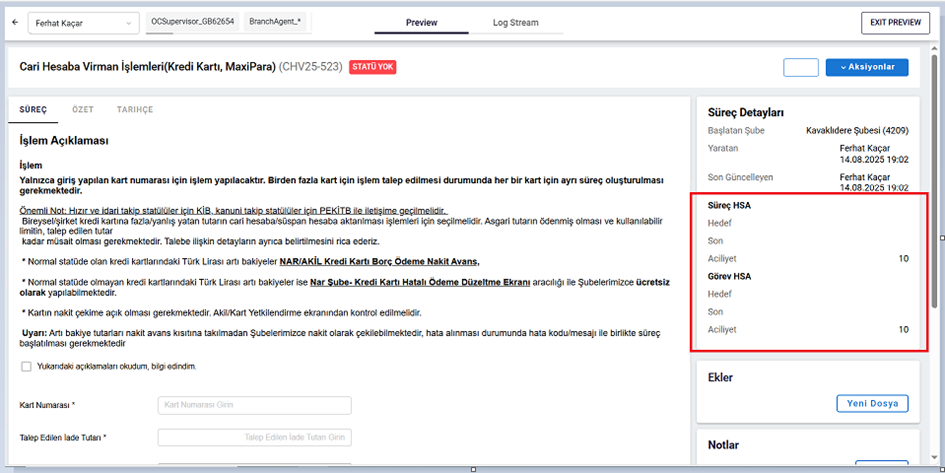 Ferhat Kaçar
OCSupervisor_GB62654
BranchAgent_*
Preview
Log Stream
EXIT PREVIEW
Cari Hesaba Virman İşlemleri(Kredi Kartı, MaxiPara) (CHV25-523) STATÜ YOK
Aksiyonlar
SÜREÇ
ÖZET
TARIHÇE
İşlem Açıklaması
İşlem
Yalnızca giriş yapılan kart numarası için işlem yapılacaktır. Birden fazla kart için işlem talep edilmesi durumunda her bir kart için ayrı süreç oluşturulması
gerekmektedir.
Önemli Not: Hızır ve idari takip statülüler için KİB, kanuni takip statülüler için PEKİTB ile iletişime geçilmelidir.
Bireysel/şirket kredi kartına fazla/yanlış yatan tutarın cari hesaba/süspan hesaba aktarılması işlemleri için seçilmelidir. Asgari tutarın ödenmiş olması ve kullanılabilir
limitin, talep edilen tutar
kadar müsait olması gerekmektedir. Talebe ilişkin detayların ayrıca belirtilmesini rica ederiz.
* Normal statüde olan kredi kartlarındaki Türk Lirası artı bakiyeler NAR/AKİL Kredi Kartı Borç Ödeme Nakit Avans,
* Normal statüde olmayan kredi kartlarındaki Türk Lirası artı bakiyeler ise Nar Şube- Kredi Kartı Hatalı Ödeme Düzeltme Ekranı aracılığı ile Şubelerimizce ücretsiz
olarak yapılabilmektedir.
* Kartın nakit çekime açık olması gerekmektedir. Akil/Kart Yetkilendirme ekranından kontrol edilmelidir.
Uyarı: Artı bakiye tutarları nakit avans kısıtına takılmadan Şubelerimizce nakit olarak çekilebilmektedir, hata alınması durumunda hata kodu/mesajı ile birlikte süreç
başlatılması gerekmektedir
Yukarıdaki açıklamaları okudum, bilgi edindim.
Kart Numarası *
Kart Numarası Girin
Talep Edilen İade Tutarı *
Talep Edilen İade Tutarı Girin
Süreç Detayları
Başlatan Şube
Kavaklıdere Şubesi (4209)
Yaratan
Ferhat Kaçar
14.08.2025 19:02
Son Güncelleyen
Ferhat Kaçar
14.08.2025 19:02
Süreç HSA
Hedef
Son
Aciliyet
10
Görev HSA
Hedef
Son
Aciliyet
10
Ekler
Yeni Dosya
Notlar